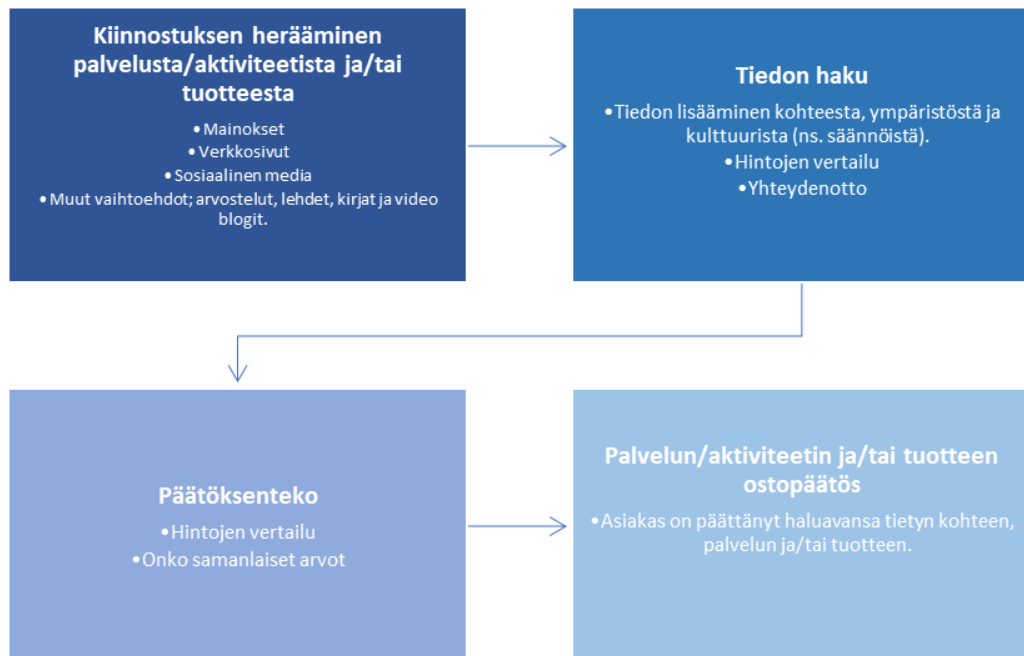 Kiinnostuksen herääminen
palvelusta/aktiviteetista ja/tai
tuotteesta
•Mainokset
•Verkkosivut
•Sosiaalinen media
•Muut vaihtoehdot; arvostelut, lehdet, kirjat ja video
blogit.
Tiedon haku
•Tiedon lisääminen kohteesta, ympäristöstä ja
kulttuurista (ns. säännöistä).
•Hintojen vertailu
•Yhteydenotto
Päätöksenteko
•Hintojen vertailu
•Onko samanlaiset arvot
Palvelun/aktiviteetin ja/tai tuotteen
ostopäätös
•Asiakas on päättänyt haluavansa tietyn kohteen,
palvelun ja/tai tuotteen.